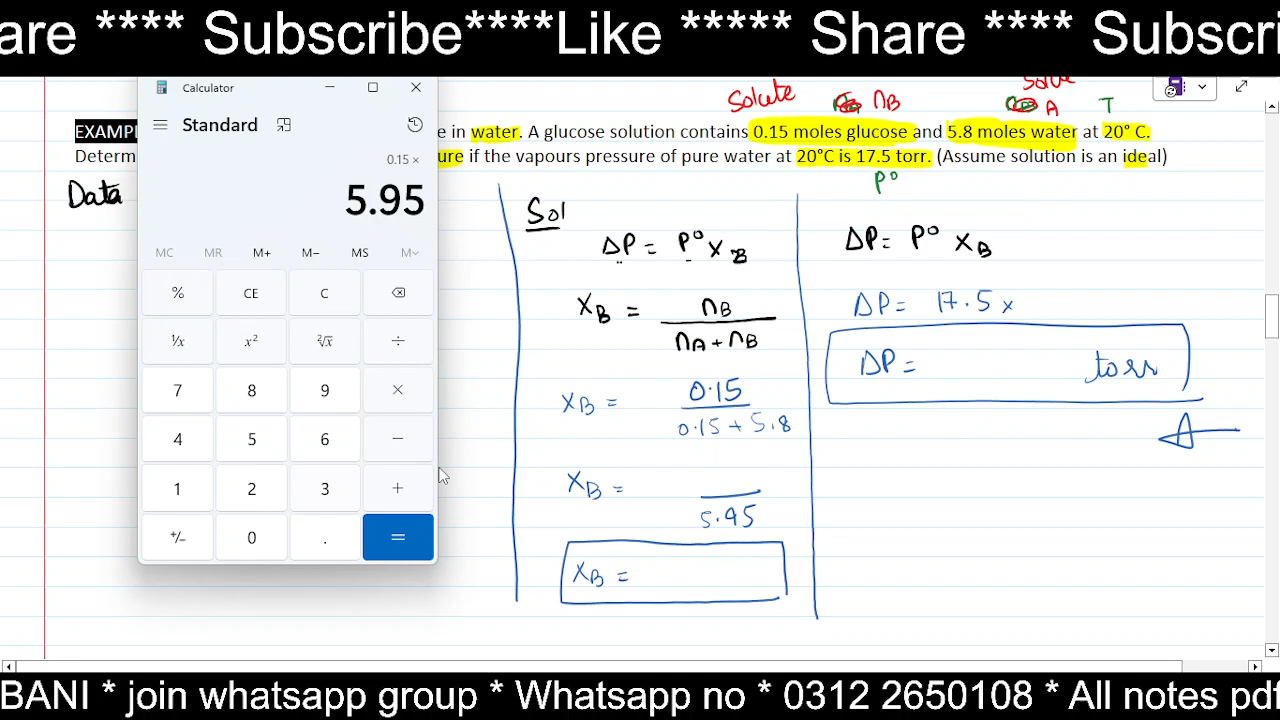 are **** Subscribe****Like ***** Share **** Subscri
Calculator
Standard
0.15 ×
5.95
MC MR M+ M− MS M˅
% CE C
¹/x x² ²√x ÷
7 8 9 ×
4 5 6 −
1 2 3 +
+/− 0 . =
Solute nB A T
EXAMPL e in water. A glucose solution contains 0.15 moles glucose and 5.8 moles water at 20° C.
Determ ure if the vapours pressure of pure water at 20°C is 17.5 torr. (Assume solution is an ideal)
P°
Data
Sol
ΔP = P° XB
XB = nB / nA + nB
XB = 0.15 / 0.15 + 5.8
XB = / 5.95
XB =
ΔP = P° XB
ΔP = 17.5 x
ΔP = torr
A
BANI * join whatsapp group * Whatsapp no * 0312 2650108 * All notes pdf